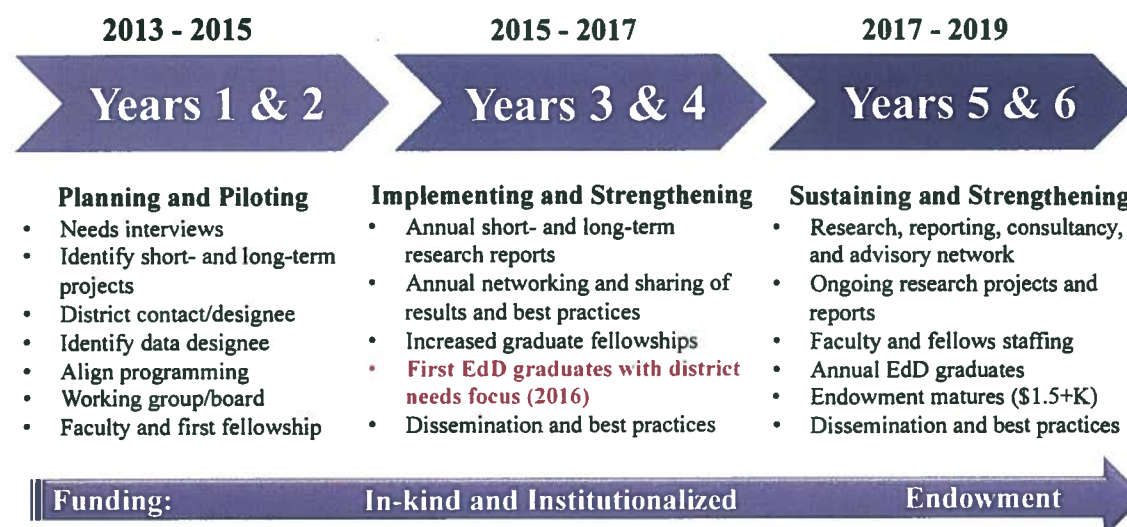 2013 - 2015
2015 - 2017
2017 - 2019
Years 1 & 2
Years 3 & 4
Years 5 & 6
Planning and Piloting
• Needs interviews
• Identify short- and long-term
projects
• District contact/designee
• Identify data designee
• Align programming
• Working group/board
• Faculty and first fellowship
Implementing and Strengthening
• Annual short- and long-term
research reports
• Annual networking and sharing of
results and best practices
• Increased graduate fellowships
• First EdD graduates with district
needs focus (2016)
• Dissemination and best practices
Sustaining and Strengthening
• Research, reporting, consultancy,
and advisory network
• Ongoing research projects and
reports
• Faculty and fellows staffing
• Annual EdD graduates
• Endowment matures ($1.5+K)
• Dissemination and best practices
Funding: In-kind and Institutionalized Endowment